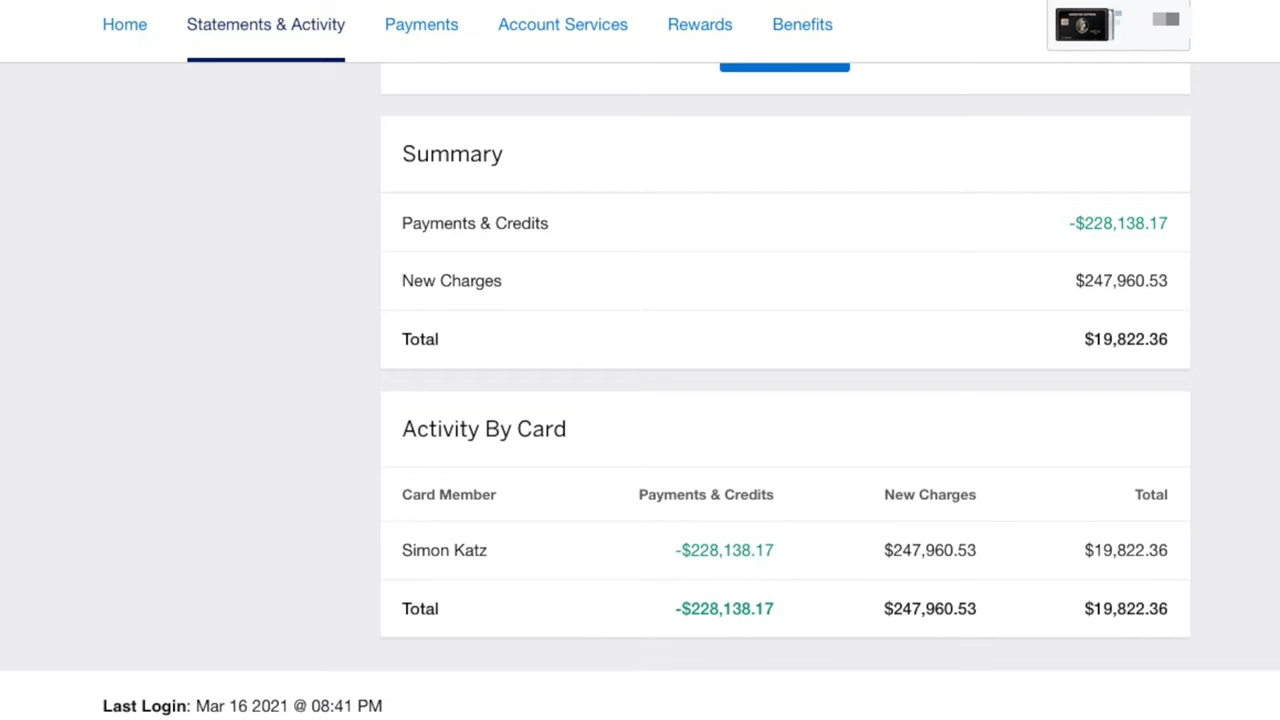 Home Statements & Activity Payments Account Services Rewards Benefits
Summary
Payments & Credits -$228,138.17
New Charges $247,960.53
Total $19,822.36
Activity By Card
Card Member Payments & Credits New Charges Total
Simon Katz -$228,138.17 $247,960.53 $19,822.36
Total -$228,138.17 $247,960.53 $19,822.36
Last Login: Mar 16 2021 @ 08:41 PM